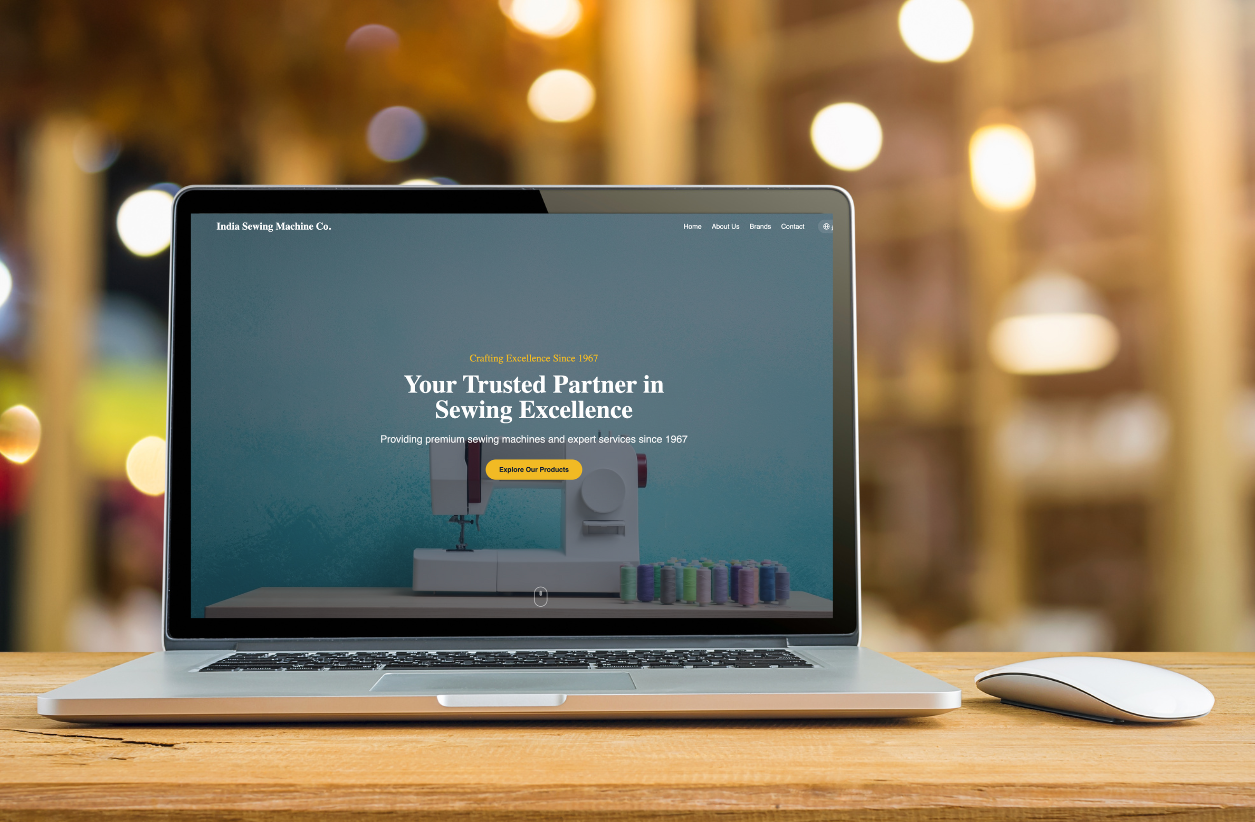 India Sewing Machine Co.
Home About Us Brands Contact
Crafting Excellence Since 1967
Your Trusted Partner in
Sewing Excellence
Providing premium sewing machines and expert services since 1967
Explore Our Products